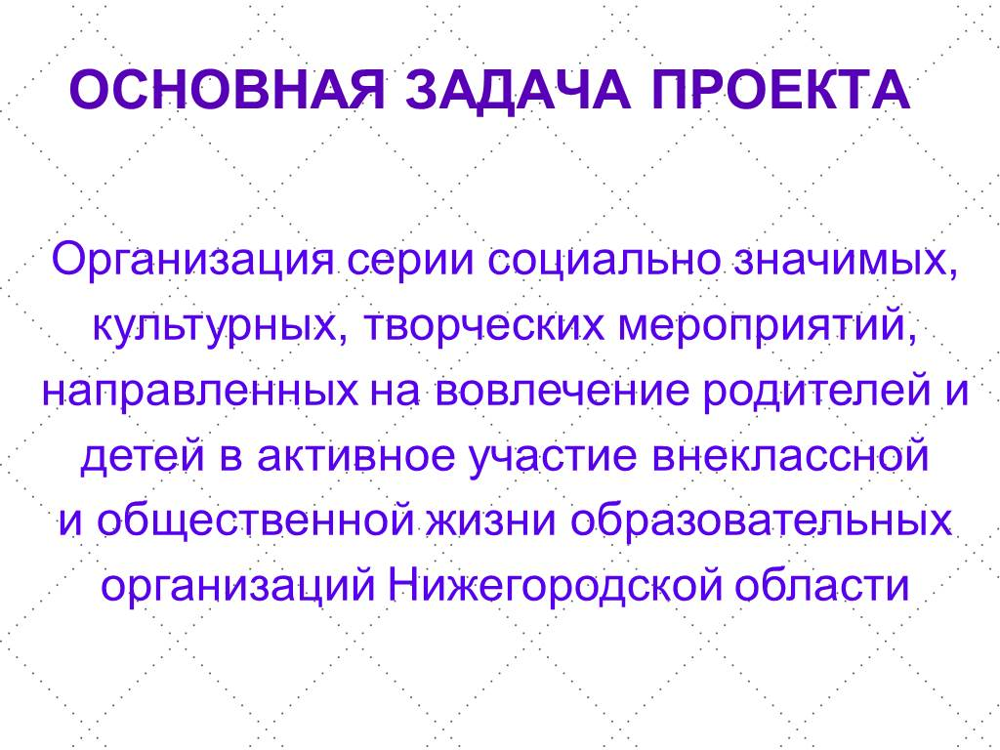 ОСНОВНАЯ ЗАДАЧА ПРОЕКТА
Организация серии социально значимых,
культурных, творческих мероприятий,
направленных на вовлечение родителей и
детей в активное участие внеклассной
и общественной жизни образовательных
организаций Нижегородской области